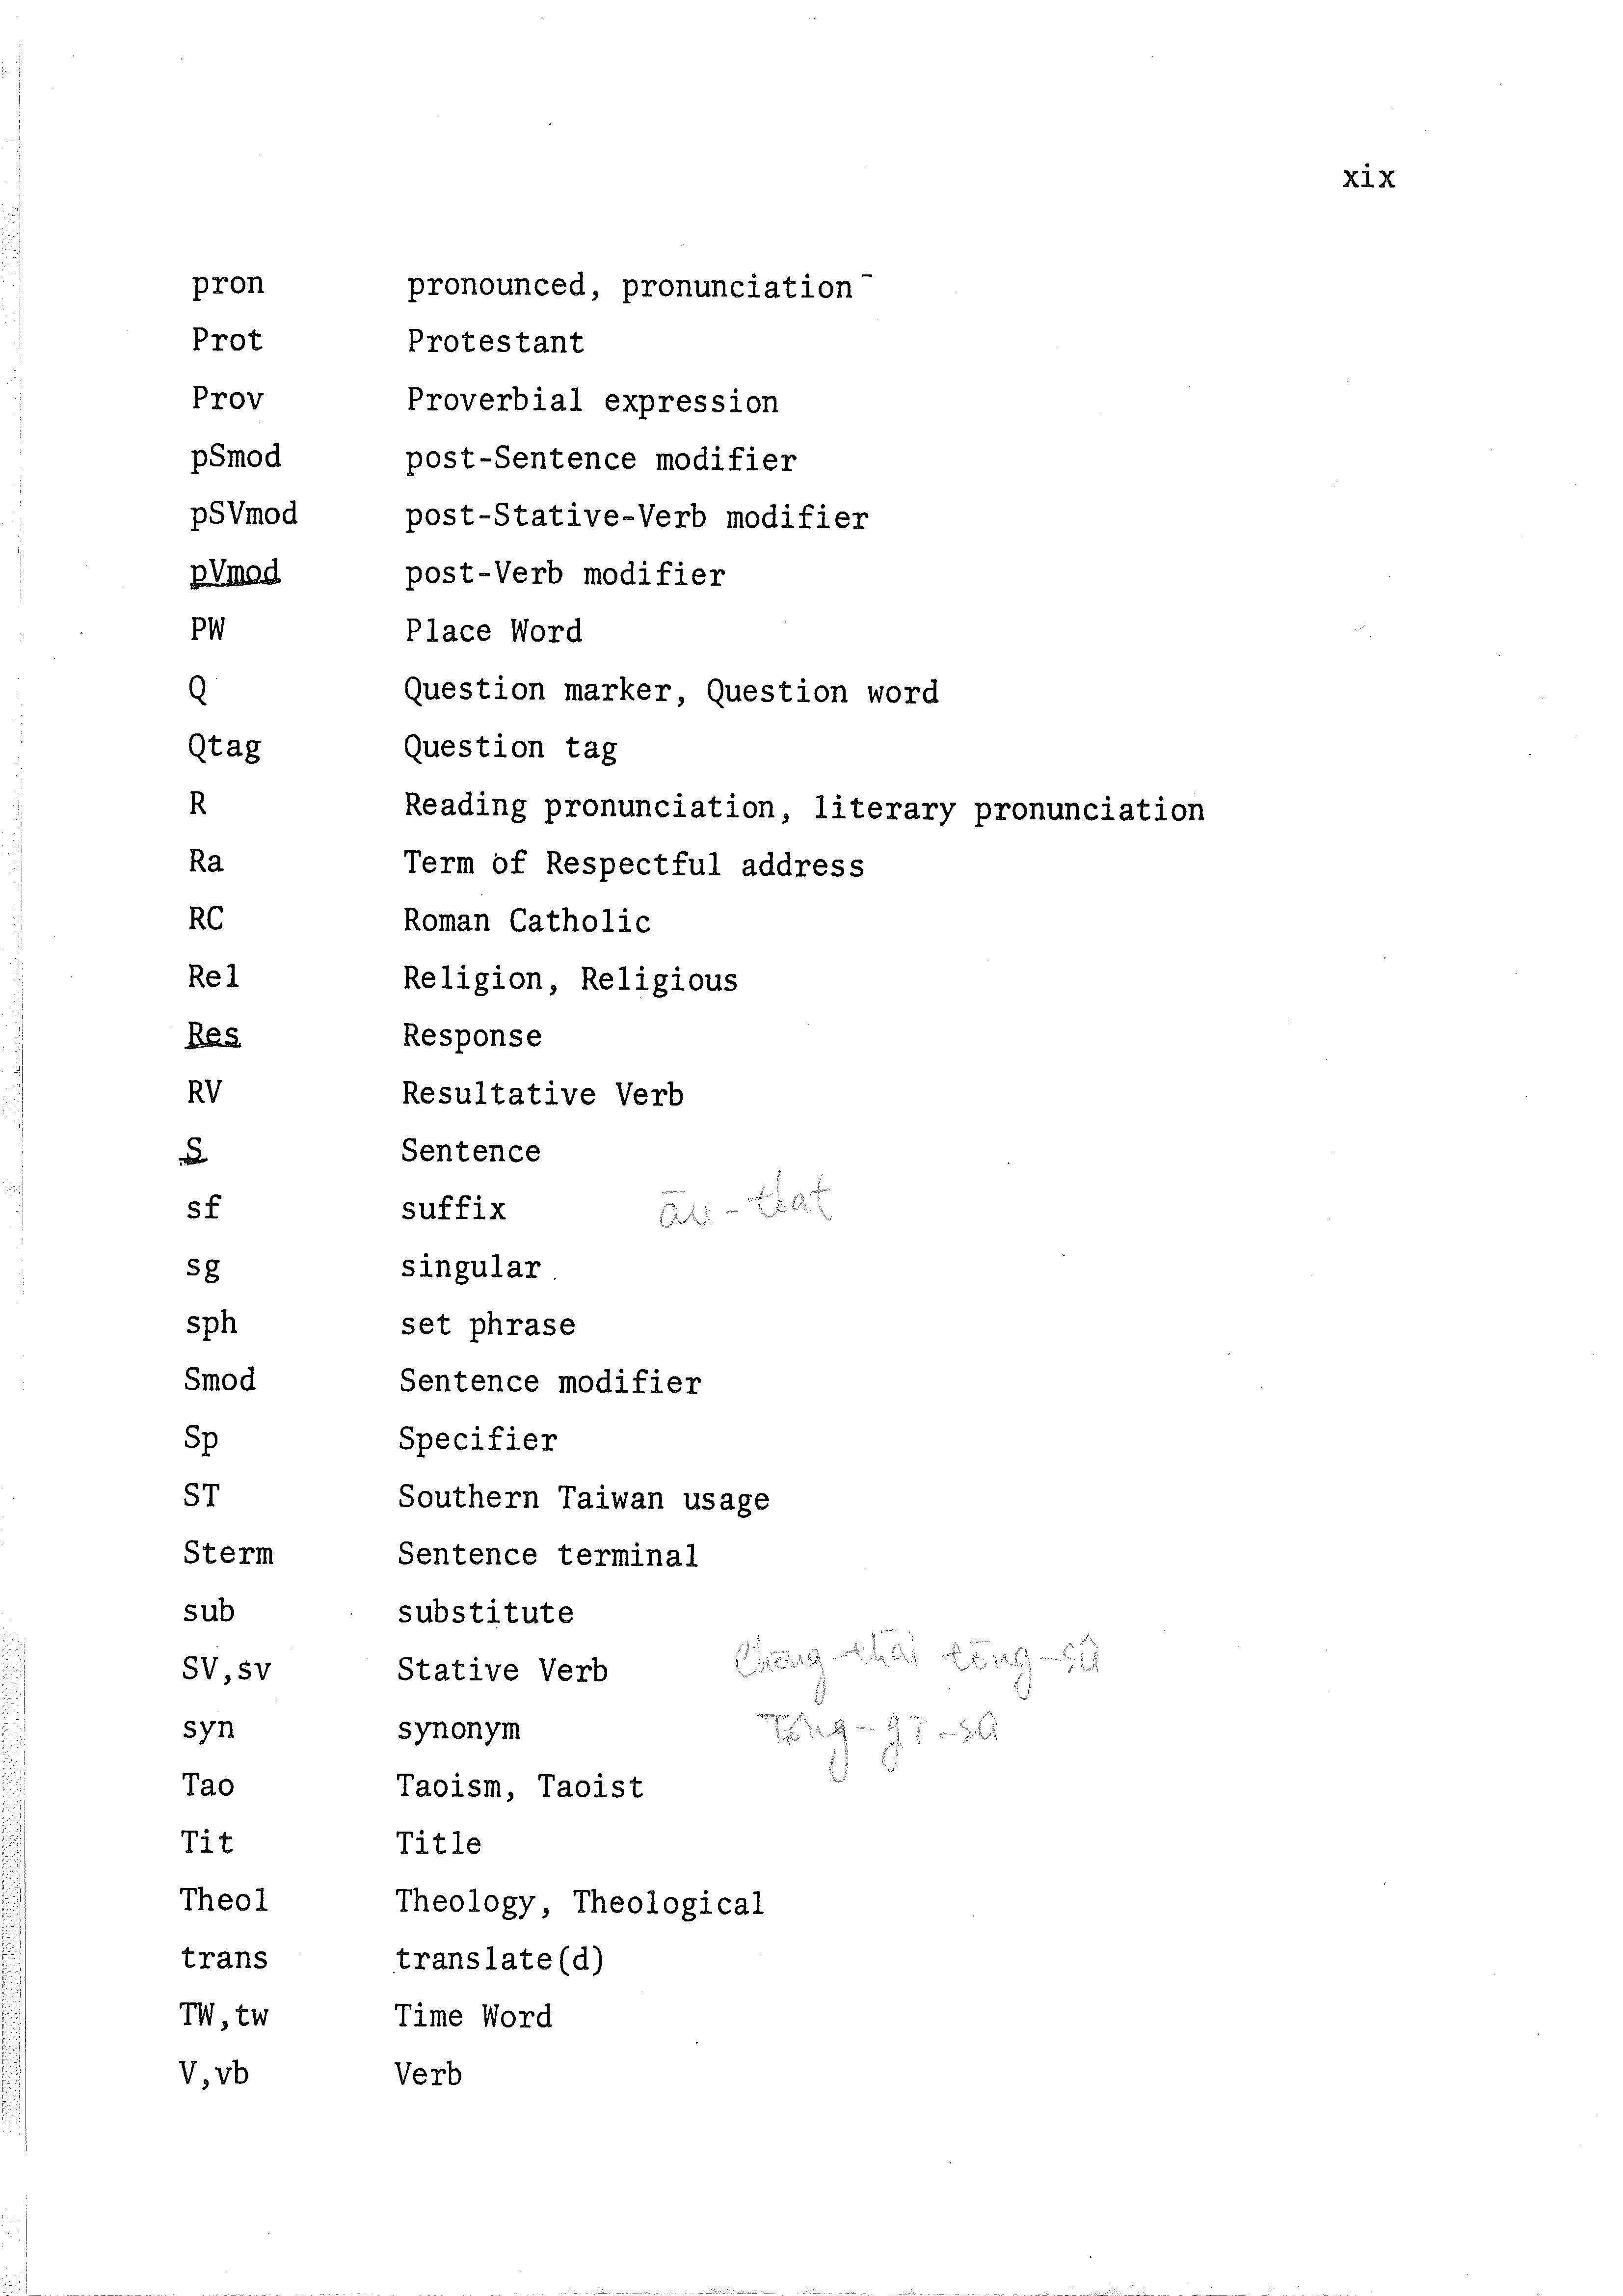 xix
pron pronounced, pronunciation
Prot Protestant
Prov Proverbial expression
pSmod post-Sentence modifier
pSVmod post-Stative-Verb modifier
pVmod post-Verb modifier
PW Place Word
Q Question marker, Question word
Qtag Question tag
R Reading pronunciation, literary pronunciation
Ra Term of Respectful address
RC Roman Catholic
Rel Religion, Religious
Res Response
RV Resultative Verb
S Sentence
sf suffix āu-that
sg singular
sph set phrase
Smod Sentence modifier
Sp Specifier
ST Southern Taiwan usage
Sterm Sentence terminal
sub substitute
SV,sv Stative Verb Chōng-thài tōng-sû
syn synonym Tông-gī-sû
Tao Taoism, Taoist
Tit Title
Theol Theology, Theological
trans translate(d)
TW,tw Time Word
V,vb Verb